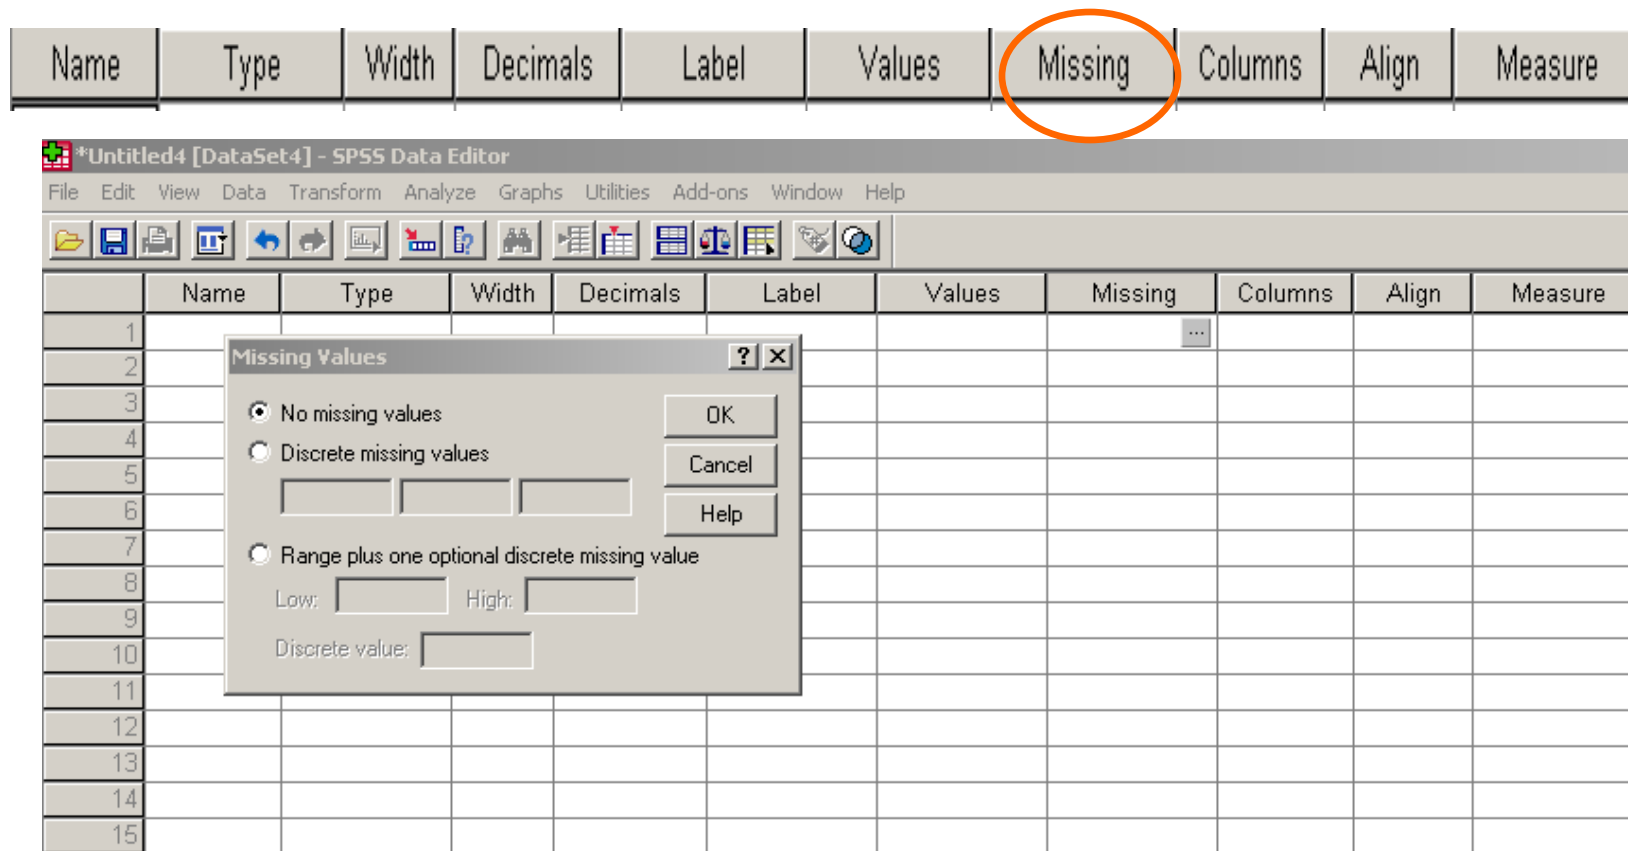 Name Type Width Decimals Label Values Missing Columns Align Measure
*Untitled4 [DataSet4] - SPSS Data Editor
File Edit View Data Transform Analyze Graphs Utilities Add-ons Window Help
Name Type Width Decimals Label Values Missing Columns Align Measure
1 ...
Missing Values ? X
2
3
No missing values OK
4
Discrete missing values Cancel
5
6
Help
7
Range plus one optional discrete missing value
8
Low: High:
9
10
Discrete value:
11
12
13
14
15